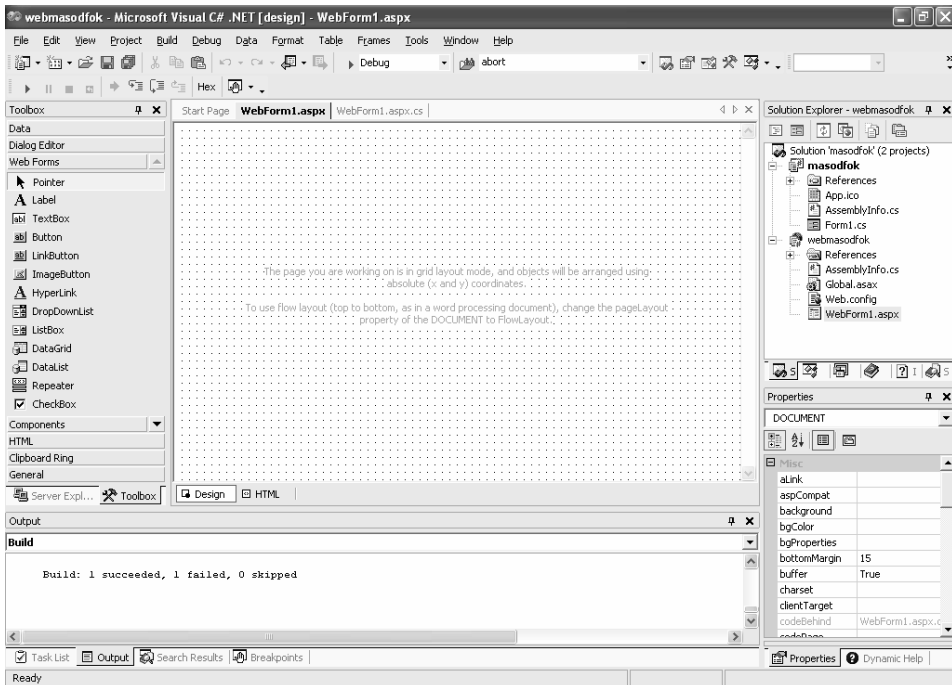 webmasodfok - Microsoft Visual C# .NET [design] - WebForm1.aspx
File Edit View Project Build Debug Data Format Table Frames Tools Window Help
Debug abort
Hex
Toolbox
Data
Dialog Editor
Web Forms
Pointer
Label
TextBox
Button
LinkButton
ImageButton
HyperLink
DropDownList
ListBox
DataGrid
DataList
Repeater
CheckBox
Components
HTML
Clipboard Ring
General
Server Expl... Toolbox
Start Page WebForm1.aspx WebForm1.aspx.cs
The page you are working on is in grid layout mode, and objects will be arranged using
absolute (x and y) coordinates.
To use flow layout (top to bottom, as in a word processing document), change the pageLayout
property of the DOCUMENT to FlowLayout.
Design HTML
Solution Explorer - webmasodfok
Solution 'masodfok' (2 projects)
masodfok
References
App.ico
AssemblyInfo.cs
Form1.cs
webmasodfok
References
AssemblyInfo.cs
Global.asax
Web.config
WebForm1.aspx
S I S
Properties
DOCUMENT
Misc
aLink
aspCompat
background
bgColor
bgProperties
bottomMargin 15
buffer True
charset
clientTarget
codeBehind WebForm1.aspx.c
codePage
Properties Dynamic Help
Output
Build
Build: 1 succeeded, 1 failed, 0 skipped
Task List Output Search Results Breakpoints
Ready